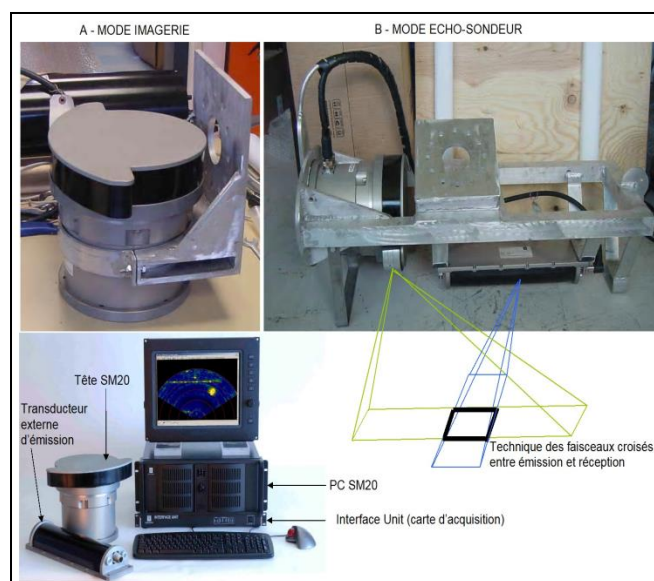 A - MODE IMAGERIE
B - MODE ECHO-SONDEUR
Tête SM20
Transducteur
externe
d'émission
Technique des faisceaux croisés
entre émission et réception
PC SM20
Interface Unit (carte d'acquisition)